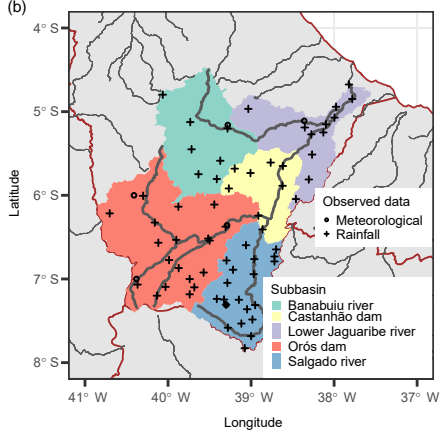 (b)
4° S
5° S
6° S
7° S
8° S
Latitude
Observed data
Meteorological
Rainfall
Subbasin
Banabuiu river
Castanhão dam
Lower Jaguaribe river
Orós dam
Salgado river
41° W
40° W
39° W
38° W
37° W
Longitude